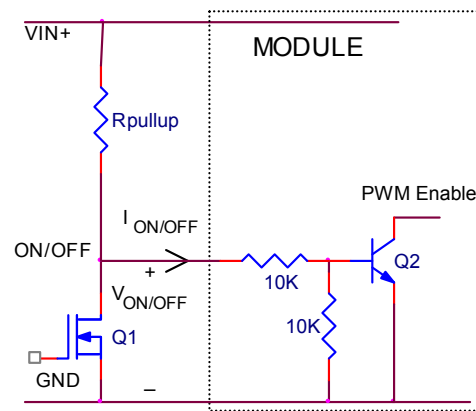 VIN+
MODULE
Rpullup
PWM Enable
I ON/OFF
ON/OFF
+
Q2
10K
V ON/OFF
10K
Q1
GND
–